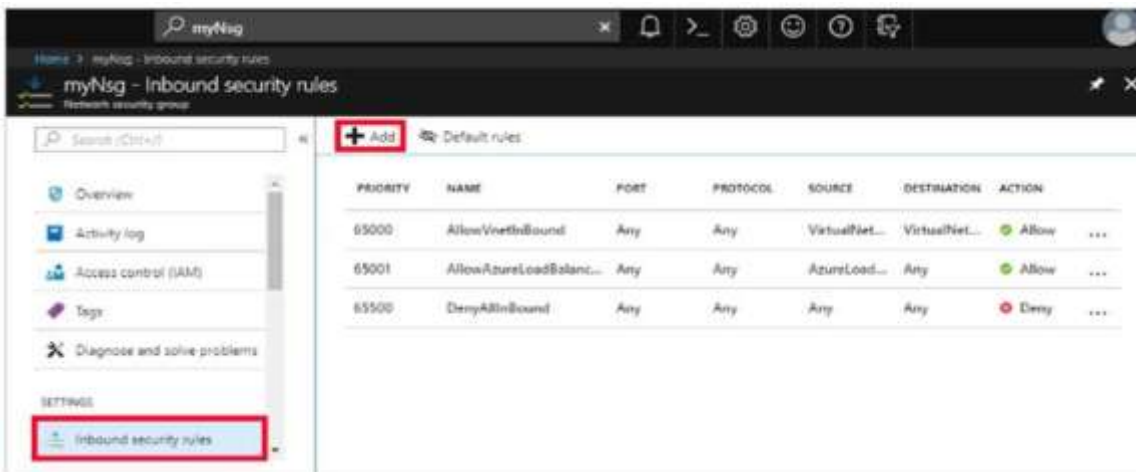 myNsg
Home > myNsg - Inbound security rules
myNsg - Inbound security rules
Network security group
Search (Ctrl+/)
Add Default rules
Overview
Activity log
Access control (IAM)
Tags
Diagnose and solve problems
SETTINGS
Inbound security rules
PRIORITY NAME PORT PROTOCOL SOURCE DESTINATION ACTION
65000 AllowVnetInBound Any Any VirtualNet... VirtualNet... Allow ...
65001 AllowAzureLoadBalanc... Any Any AzureLoad... Any Allow ...
65500 DenyAllInBound Any Any Any Any Deny ...